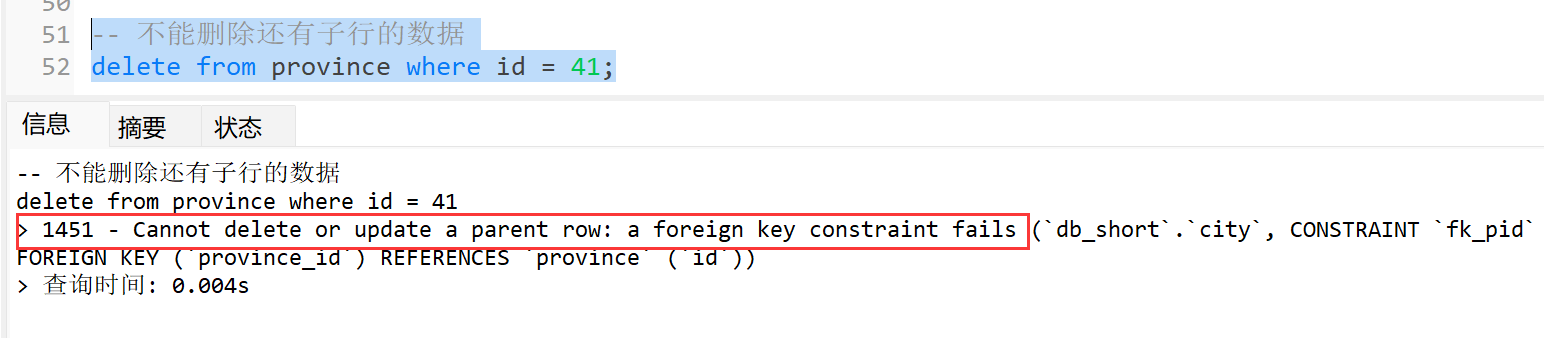 50
51 -- 不能删除还有子行的数据
52 delete from province where id = 41;
信息 摘要 状态
-- 不能删除还有子行的数据
delete from province where id = 41
> 1451 - Cannot delete or update a parent row: a foreign key constraint fails (`db_short`.`city`, CONSTRAINT `fk_pid`
FOREIGN KEY (`province_id`) REFERENCES `province` (`id`))
> 查询时间: 0.004s